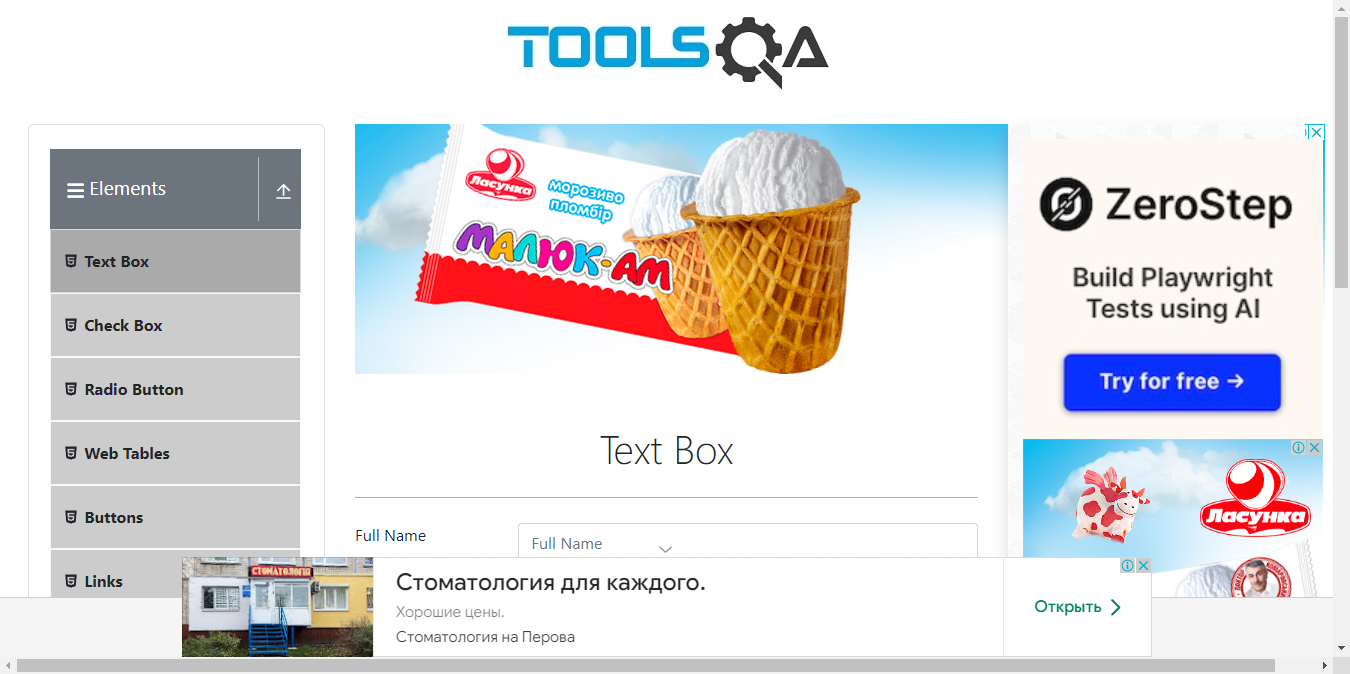 TOOLSQA
Elements
Text Box
Check Box
Radio Button
Web Tables
Buttons
Links
Ласунка
морозиво
пломбір
МАЛЮК-АМ
ZeroStep
Build Playwright
Tests using AI
Try for free →
Ласунка
Text Box
Full Name
Full Name
СТОМАТОЛОГІЯ
Стоматология для каждого.
Хорошие цены.
Стоматология на Перова
Открыть